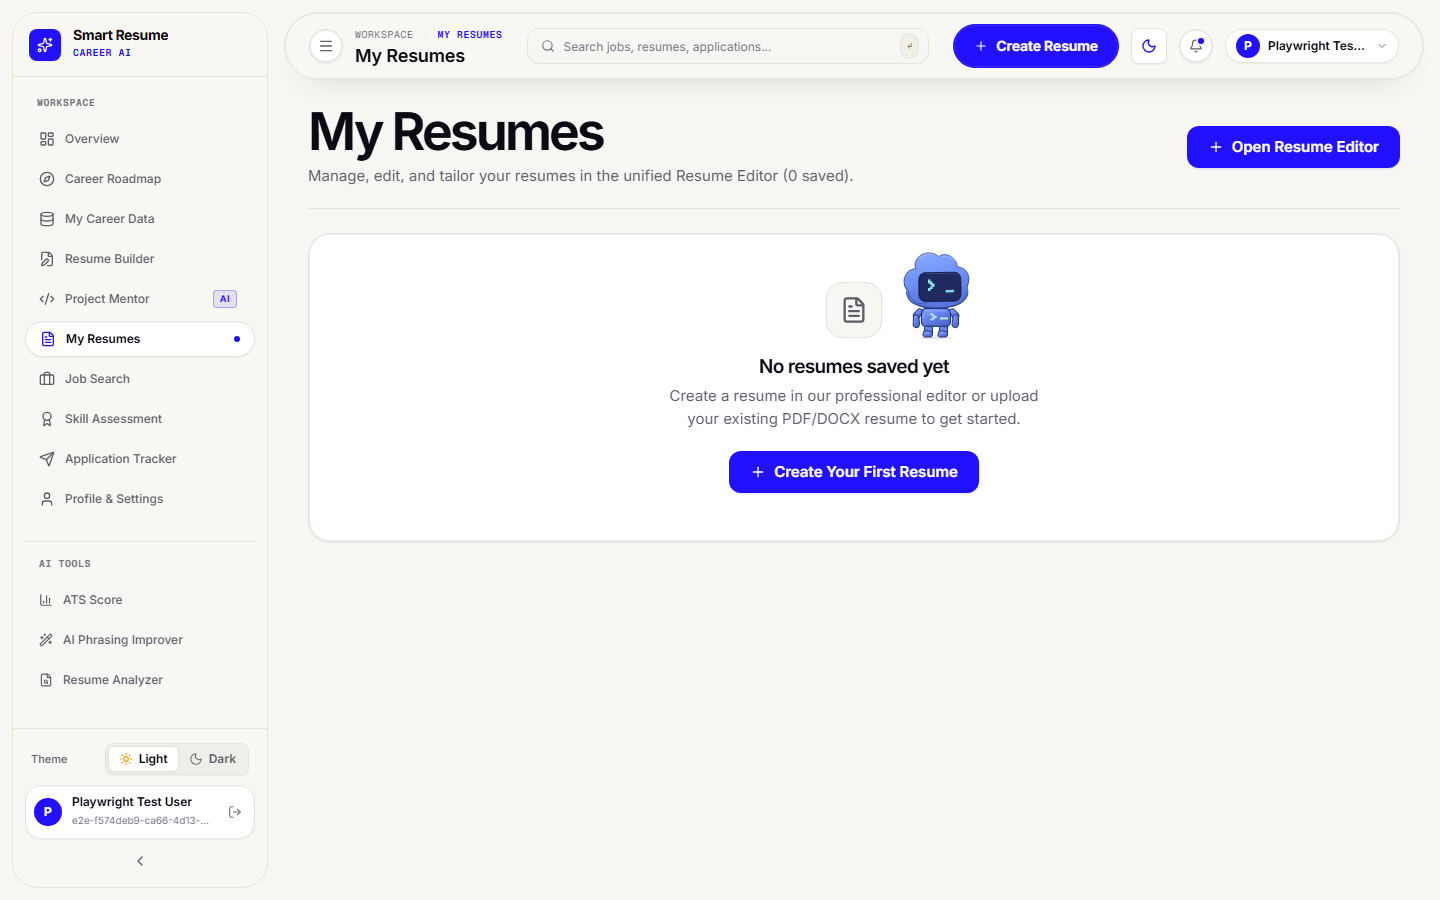 Smart Resume
CAREER AI
WORKSPACE
Overview
Career Roadmap
My Career Data
Resume Builder
Project Mentor
AI
My Resumes
Job Search
Skill Assessment
Application Tracker
Profile & Settings
AI TOOLS
ATS Score
AI Phrasing Improver
Resume Analyzer
Theme
Light
Dark
P
Playwright Test User
e2e-f574deb9-ca66-4d13-...
WORKSPACE
MY RESUMES
My Resumes
Search jobs, resumes, applications...
Create Resume
P
Playwright Tes...
My Resumes
Manage, edit, and tailor your resumes in the unified Resume Editor (0 saved).
Open Resume Editor
No resumes saved yet
Create a resume in our professional editor or upload
your existing PDF/DOCX resume to get started.
Create Your First Resume